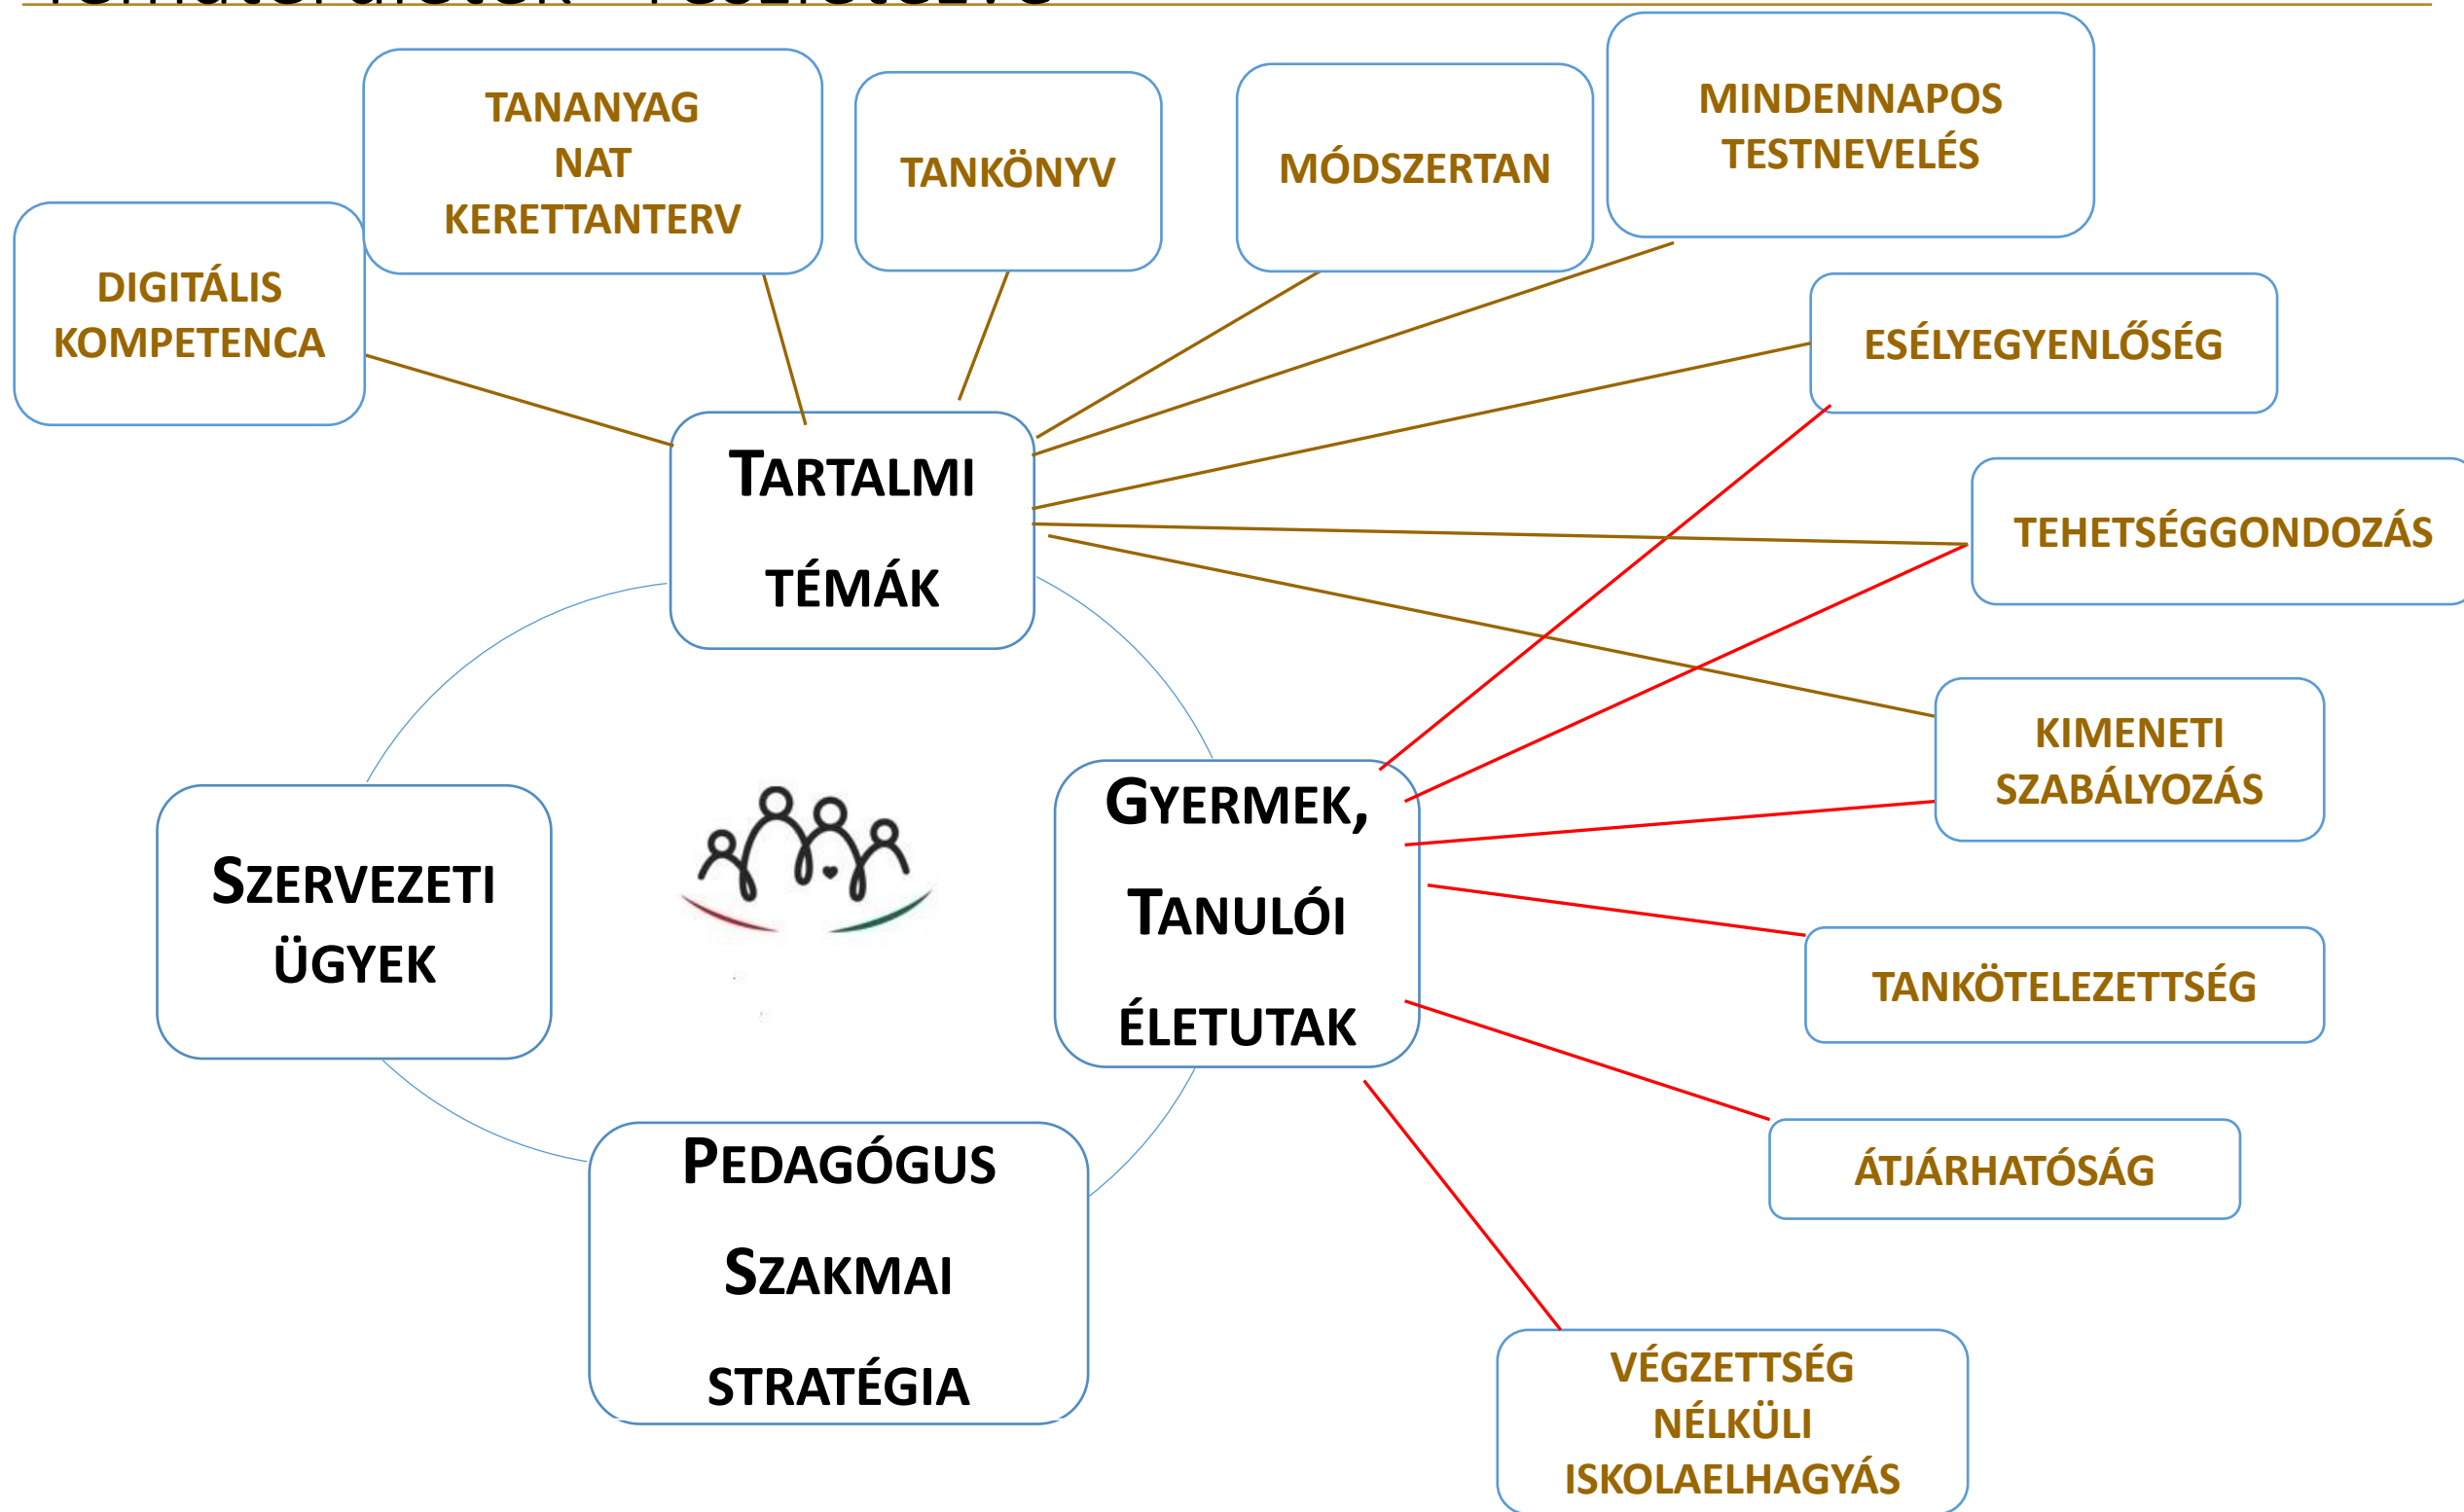 TANANYAG
NAT
KERETTANTERV
TANKÖNYV
MÓDSZERTAN
MINDENNAPOS
TESTNEVELÉS
DIGITÁLIS
KOMPETENCA
ESÉLYEGYENLŐSÉG
TARTALMI
TÉMÁK
TEHETSÉGGONDOZÁS
KIMENETI
SZABÁLYOZÁS
GYERMEK,
TANULÓI
ÉLETUTAK
SZERVEZETI
ÜGYEK
TANKÖTELEZETTSÉG
ÁTJÁRHATÓSÁG
PEDAGÓGUS
SZAKMAI
STRATÉGIA
VÉGZETTSÉG
NÉLKÜLI
ISKOLAELHAGYÁS